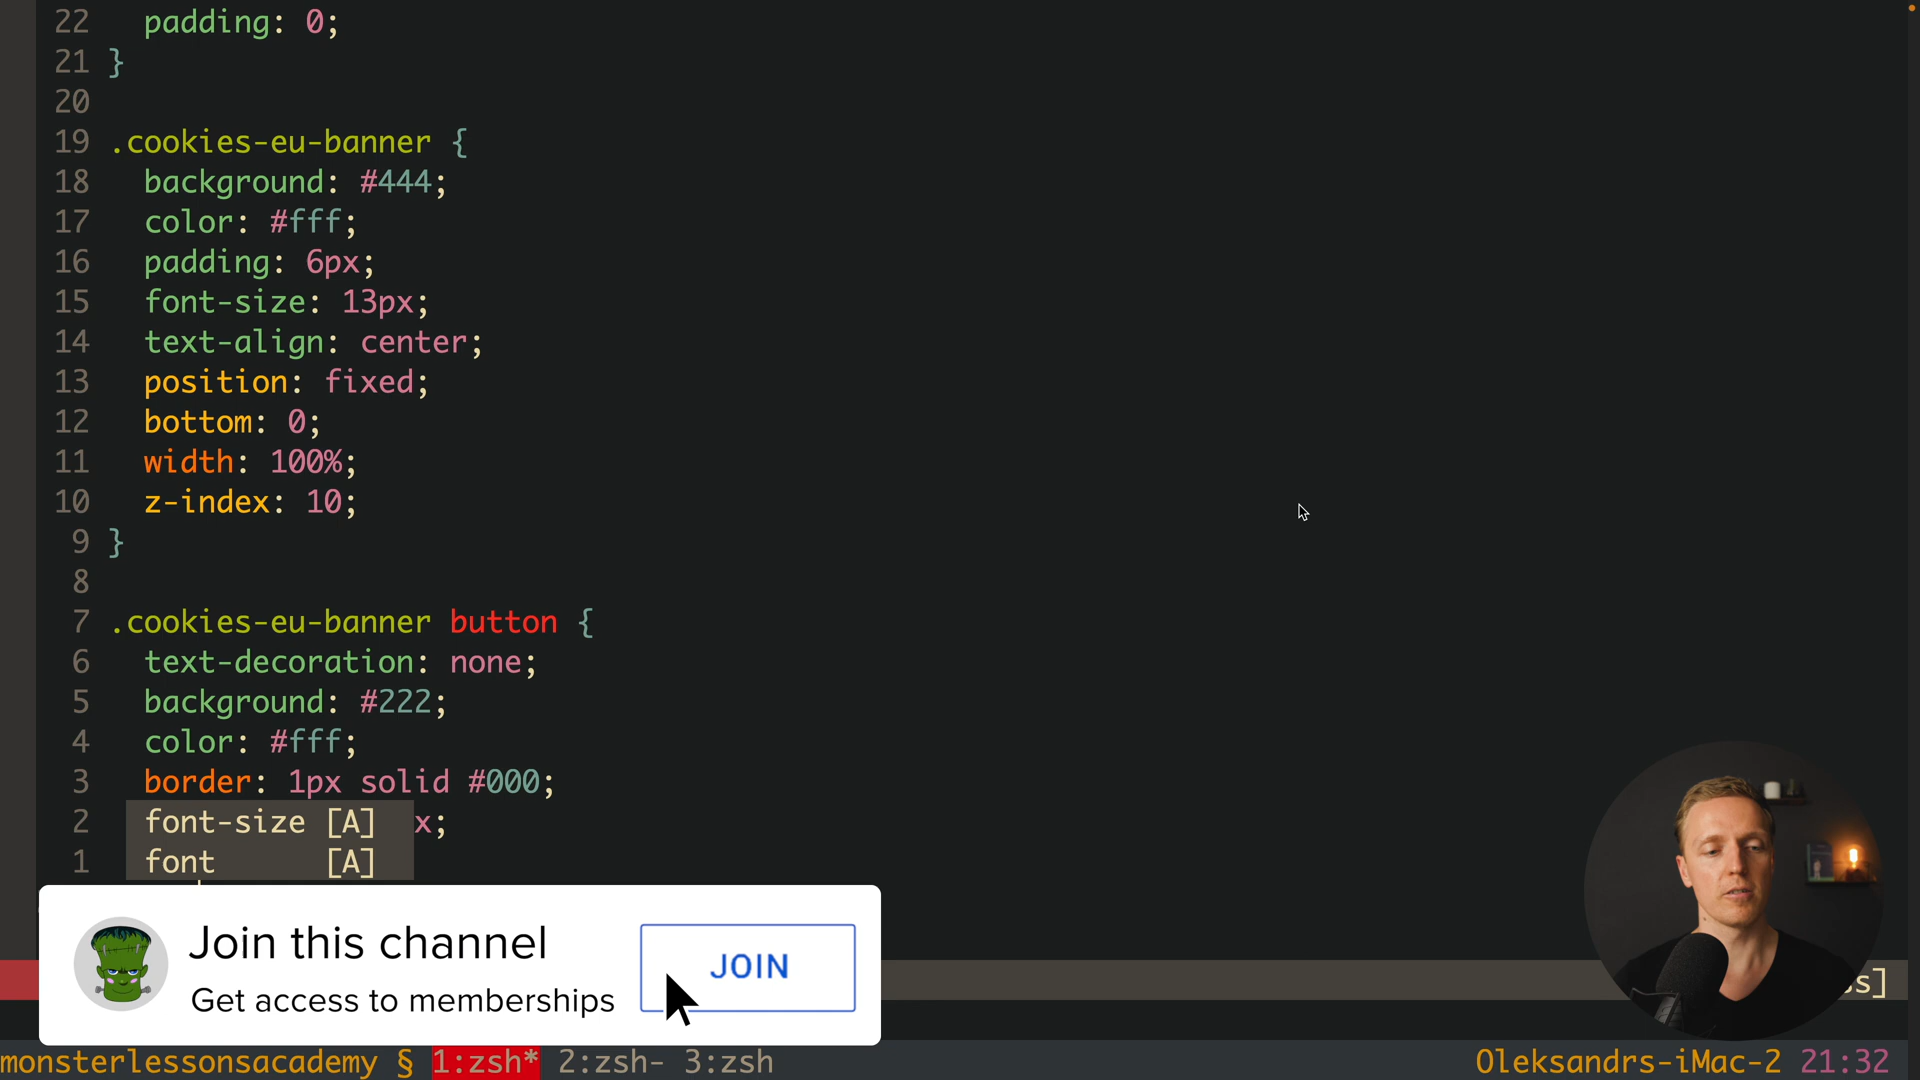 22 padding: 0;
21 }
20
19 .cookies-eu-banner {
18 background: #444;
17 color: #fff;
16 padding: 6px;
15 font-size: 13px;
14 text-align: center;
13 position: fixed;
12 bottom: 0;
11 width: 100%;
10 z-index: 10;
9 }
8
7 .cookies-eu-banner button {
6 text-decoration: none;
5 background: #222;
4 color: #fff;
3 border: 1px solid #000;
2 font-size [A] x;
1 font [A]
Join this channel
Get access to memberships
JOIN
s]
monsterlessonsacademy § 1:zsh* 2:zsh- 3:zsh
Oleksandrs-iMac-2 21:32